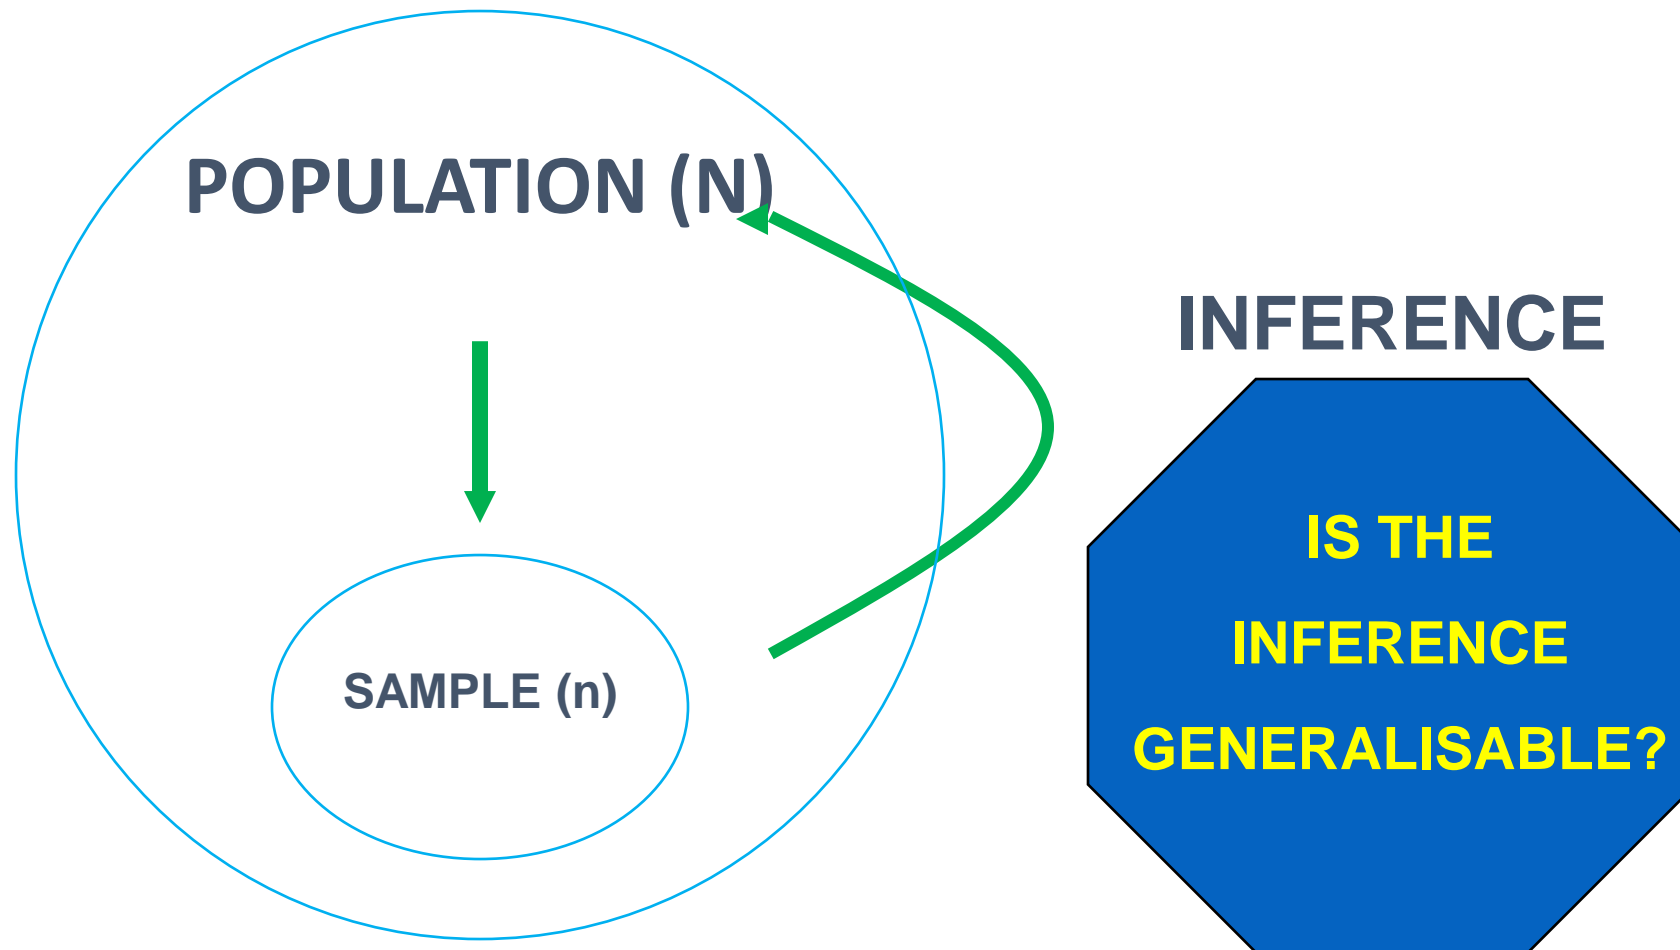 POPULATION (N)
SAMPLE (n)
INFERENCE
IS THE
INFERENCE
GENERALISABLE?